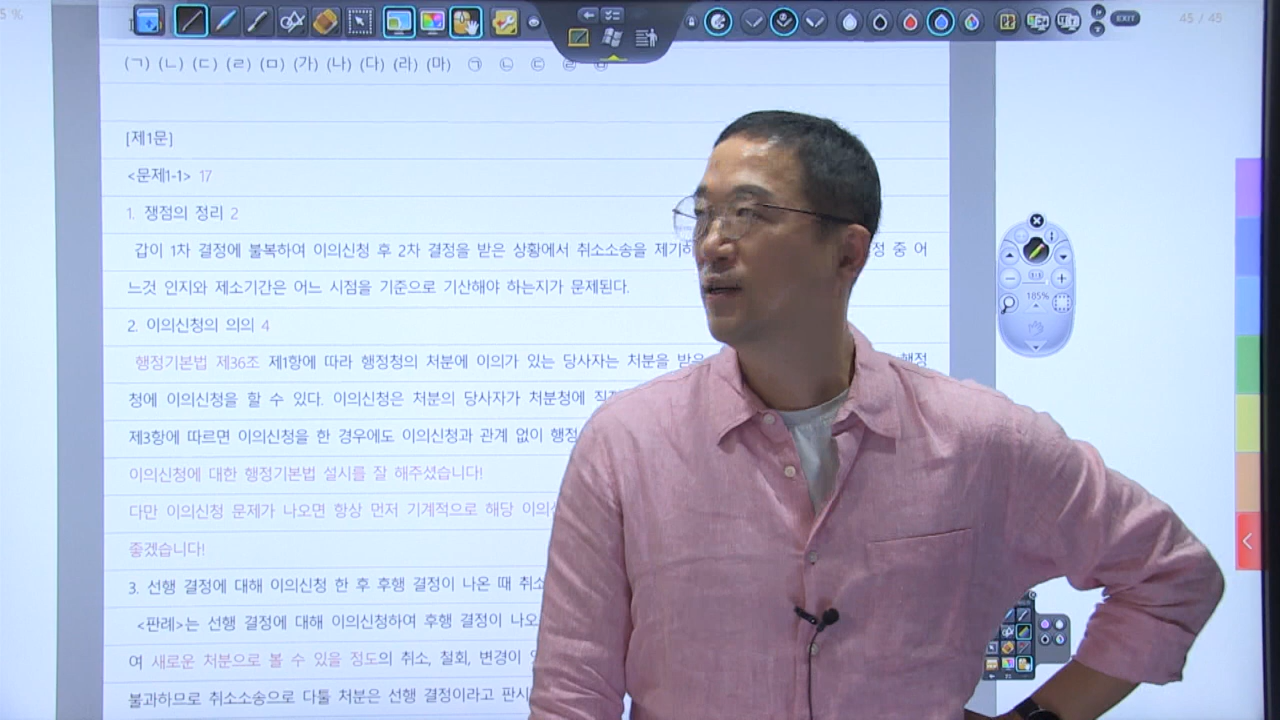 45 / 45
EXIT
5 %
(ㄱ) (ㄴ) (ㄷ) (ㄹ) (ㅁ) (가) (나) (다) (라) (마) ㉠ ㉡ ㉢ ㉣ ㉤
[제1문]
<문제1-1> 17
1. 쟁점의 정리 2
갑이 1차 결정에 불복하여 이의신청 후 2차 결정을 받은 상황에서 취소소송을 제기하 정 중 어
느것 인지와 제소기간은 어느 시점을 기준으로 기산해야 하는지가 문제된다.
2. 이의신청의 의의 4
행정기본법 제36조 제1항에 따라 행정청의 처분에 이의가 있는 당사자는 처분을 받은 행정
청에 이의신청을 할 수 있다. 이의신청은 처분의 당사자가 처분청에 직접
제3항에 따르면 이의신청을 한 경우에도 이의신청과 관계 없이 행정
이의신청에 대한 행정기본법 설시를 잘 해주셨습니다!
다만 이의신청 문제가 나오면 항상 먼저 기계적으로 해당 이의신
좋겠습니다!
3. 선행 결정에 대해 이의신청 한 후 후행 결정이 나온 때 취소
<판례>는 선행 결정에 대해 이의신청하여 후행 결정이 나오
여 새로운 처분으로 볼 수 있을 정도의 취소, 철회, 변경이
불과하므로 취소소송으로 다툴 처분은 선행 결정이라고 판시
185%